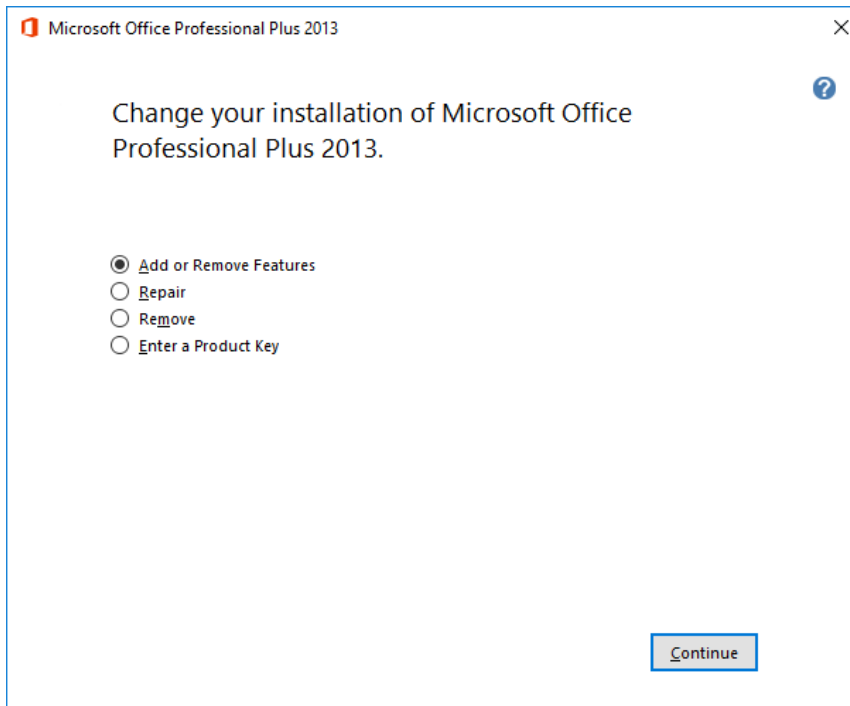 Microsoft Office Professional Plus 2013
?
Change your installation of Microsoft Office
Professional Plus 2013.
Add or Remove Features
Repair
Remove
Enter a Product Key
Continue